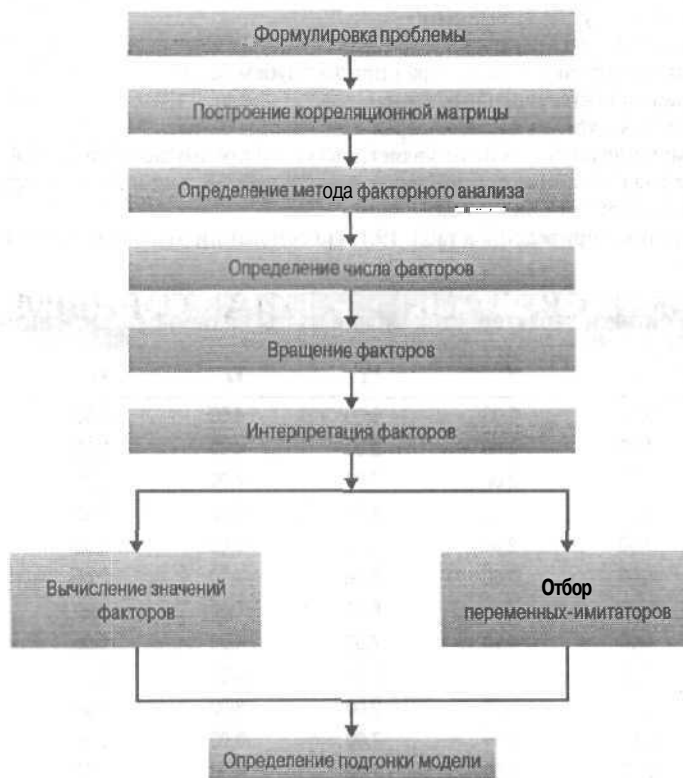 Формулировка проблемы
Построение корреляционной матрицы
Определение метода факторного анализа
Определение числа факторов
Вращение факторов
Интерпретация факторов
Вычисление значений
факторов
Отбор
переменных-имитаторов
Определение подгонки модели